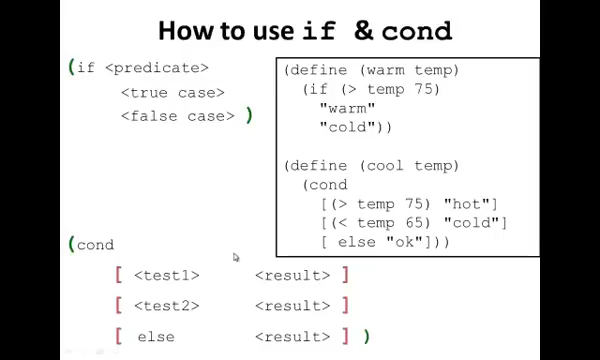 How to use if & cond
(if <predicate>
<true case>
<false case> )
(define (warm temp)
(if (> temp 75)
"warm"
"cold"))
(define (cool temp)
(cond
[(> temp 75) "hot"]
[(< temp 65) "cold"]
[ else "ok"]))
(cond
[ <test1> <result> ]
[ <test2> <result> ]
[ else <result> ] )